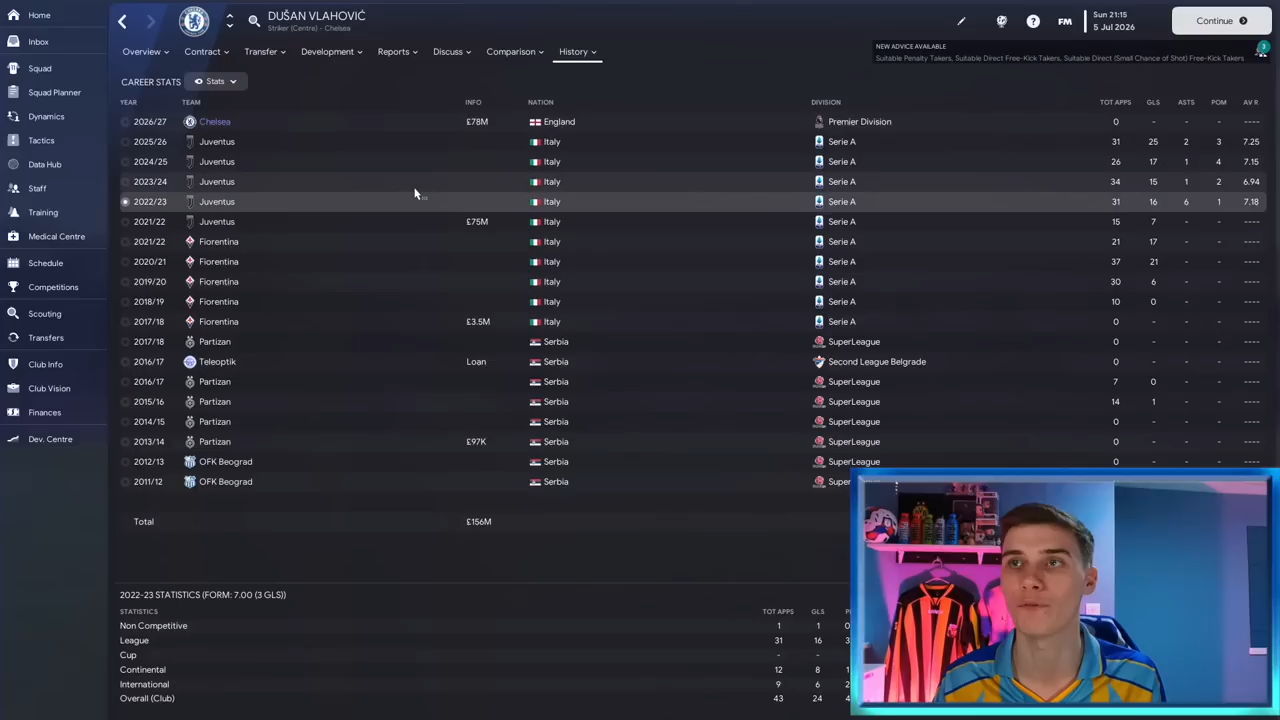 Home
DUŠAN VLAHOVIĆ
Striker (Centre) - Chelsea
FM
Sun 21:15
5 Jul 2026
Continue
Inbox
Squad
Squad Planner
Dynamics
Tactics
Data Hub
Staff
Training
Medical Centre
Schedule
Competitions
Scouting
Transfers
Club Info
Club Vision
Finances
Dev. Centre
Overview Contract Transfer Development Reports Discuss Comparison History
NEW ADVICE AVAILABLE
Suitable Penalty Takers, Suitable Direct Free-Kick Takers, Suitable Direct (Small Chance of Shot) Free-Kick Takers
3
CAREER STATS Stats
YEAR TEAM INFO NATION DIVISION TOT APPS GLS ASTS POM AV R
2026/27 Chelsea £78M England Premier Division 0 - - - ----
2025/26 Juventus Italy Serie A 31 25 2 3 7.25
2024/25 Juventus Italy Serie A 26 17 1 4 7.15
2023/24 Juventus Italy Serie A 34 15 1 2 6.94
2022/23 Juventus Italy Serie A 31 16 6 1 7.18
2021/22 Juventus £75M Italy Serie A 15 7 - - ----
2021/22 Fiorentina Italy Serie A 21 17 - - ----
2020/21 Fiorentina Italy Serie A 37 21 - - ----
2019/20 Fiorentina Italy Serie A 30 6 - - ----
2018/19 Fiorentina Italy Serie A 10 0 - - ----
2017/18 Fiorentina £3.5M Italy Serie A 0 - - - ----
2017/18 Partizan Serbia SuperLeague 0 - - - ----
2016/17 Teleoptik Loan Serbia Second League Belgrade 0 - - - ----
2016/17 Partizan Serbia SuperLeague 7 0 - - ----
2015/16 Partizan Serbia SuperLeague 14 1 - - ----
2014/15 Partizan Serbia SuperLeague 0 - - - ----
2013/14 Partizan £97K Serbia SuperLeague 0 - - - ----
2012/13 OFK Beograd Serbia SuperLeague 0 - - - ----
2011/12 OFK Beograd Serbia
Total £156M
2022-23 STATISTICS (FORM: 7.00 (3 GLS))
STATISTICS TOT APPS GLS
Non Competitive 1 1
League 31 16
Cup - -
Continental 12 8
International 9 6
Overall (Club) 43 24